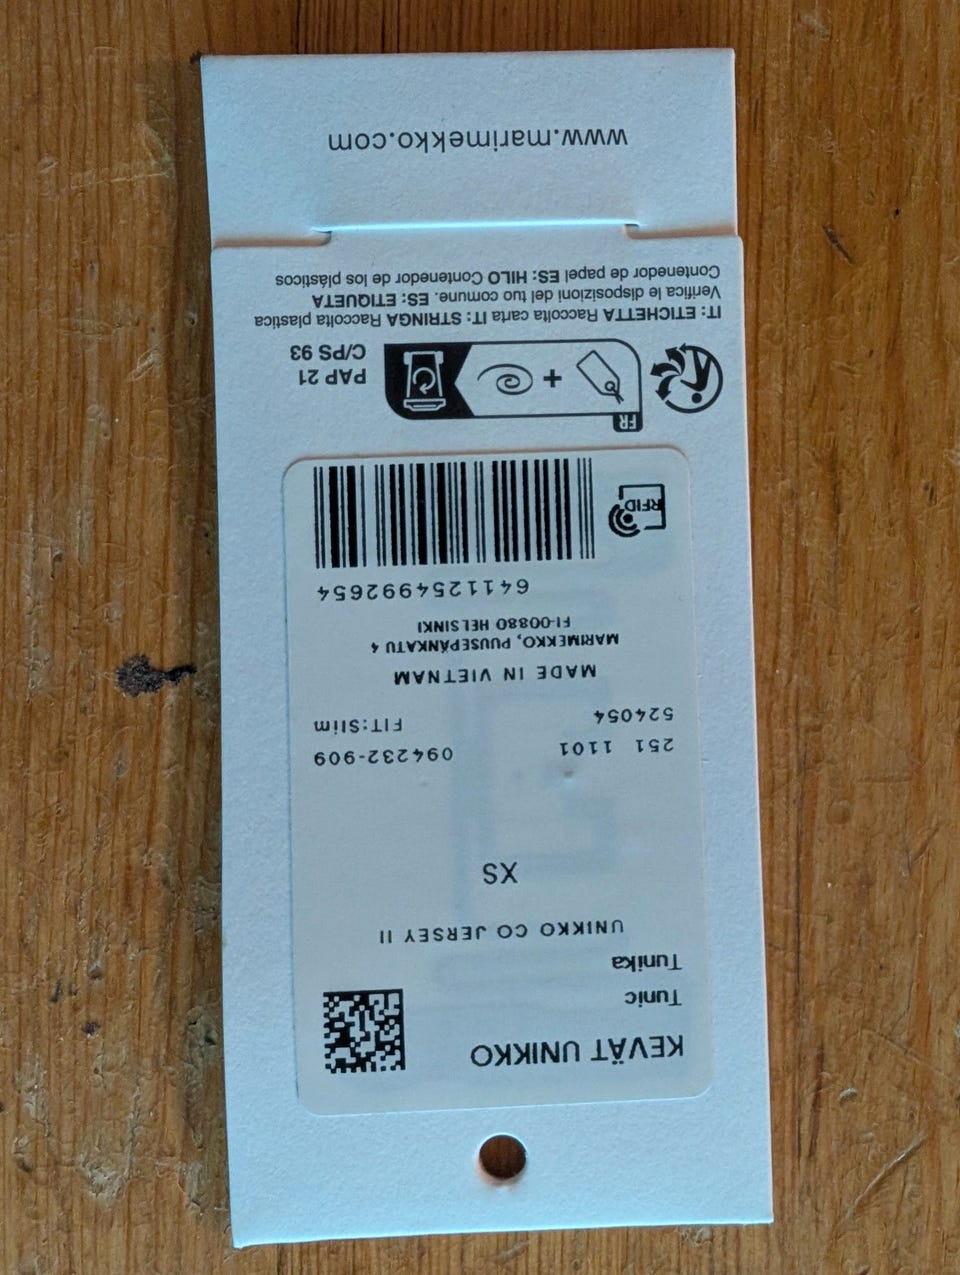 KEVÄT UNIKKO
Tunic
Tunika
UNIKKO CO JERSEY II
XS
251 1101 094232-909
524054 FIT:Slim
MADE IN VIETNAM
MARIMEKKO, PUUSEPÄNKATU 4
FI-00880 HELSINKI
6411254992654
RFID
FR
PAP 21
C/PS 93
IT: ETICHETTA Raccolta carta IT: STRINGA Raccolta plastica
Verifica le disposizioni del tuo comune. ES: ETIQUETA
Contenedor de papel ES: HILO Contenedor de los plásticos
www.marimekko.com